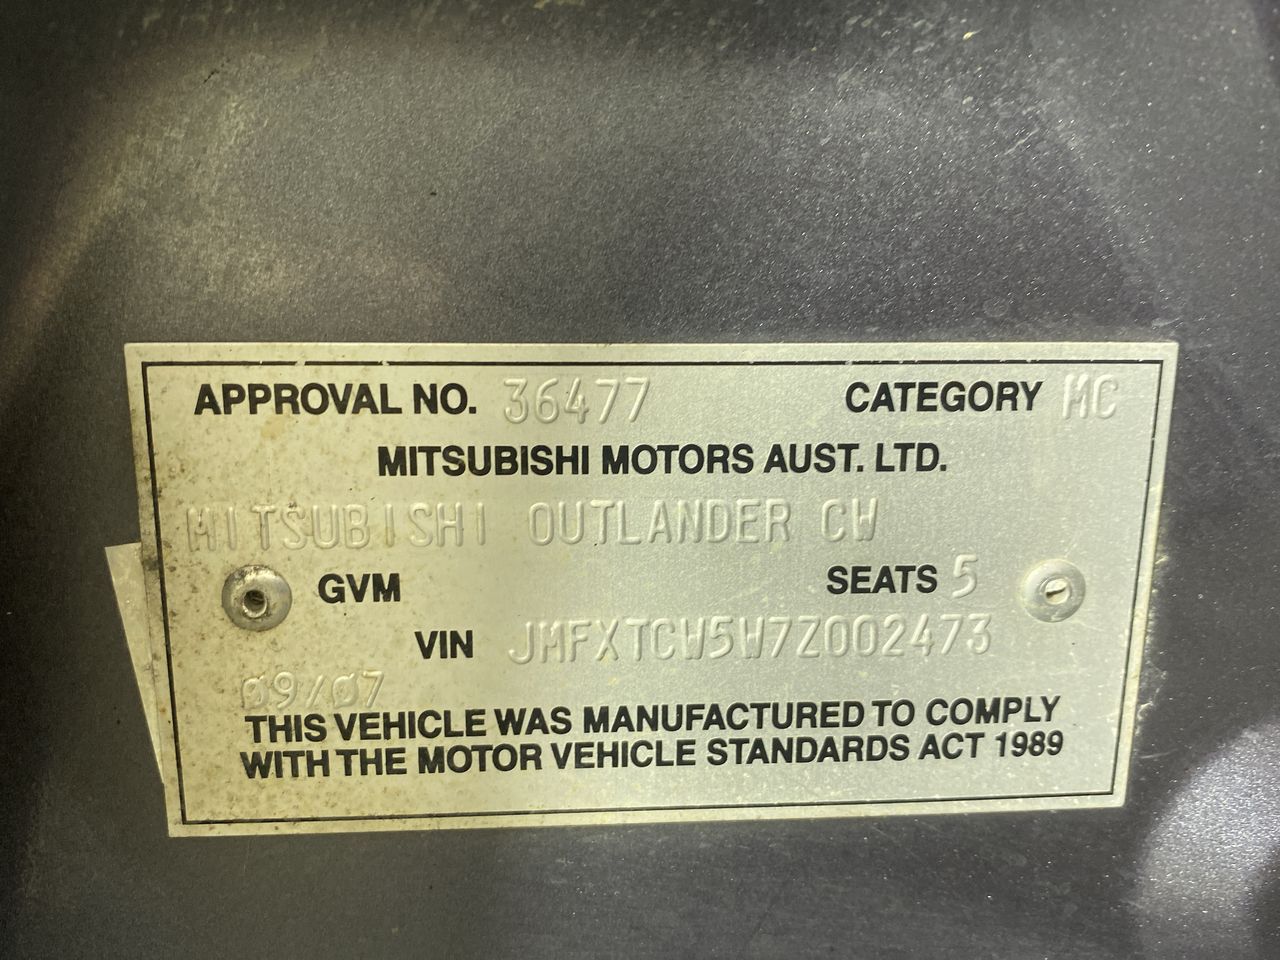 APPROVAL NO. 36477 CATEGORY MC
MITSUBISHI MOTORS AUST. LTD.
MITSUBISHI OUTLANDER CW
GVM SEATS 5
VIN JMFXTCW5W7Z002473
09/07
THIS VEHICLE WAS MANUFACTURED TO COMPLY
WITH THE MOTOR VEHICLE STANDARDS ACT 1989